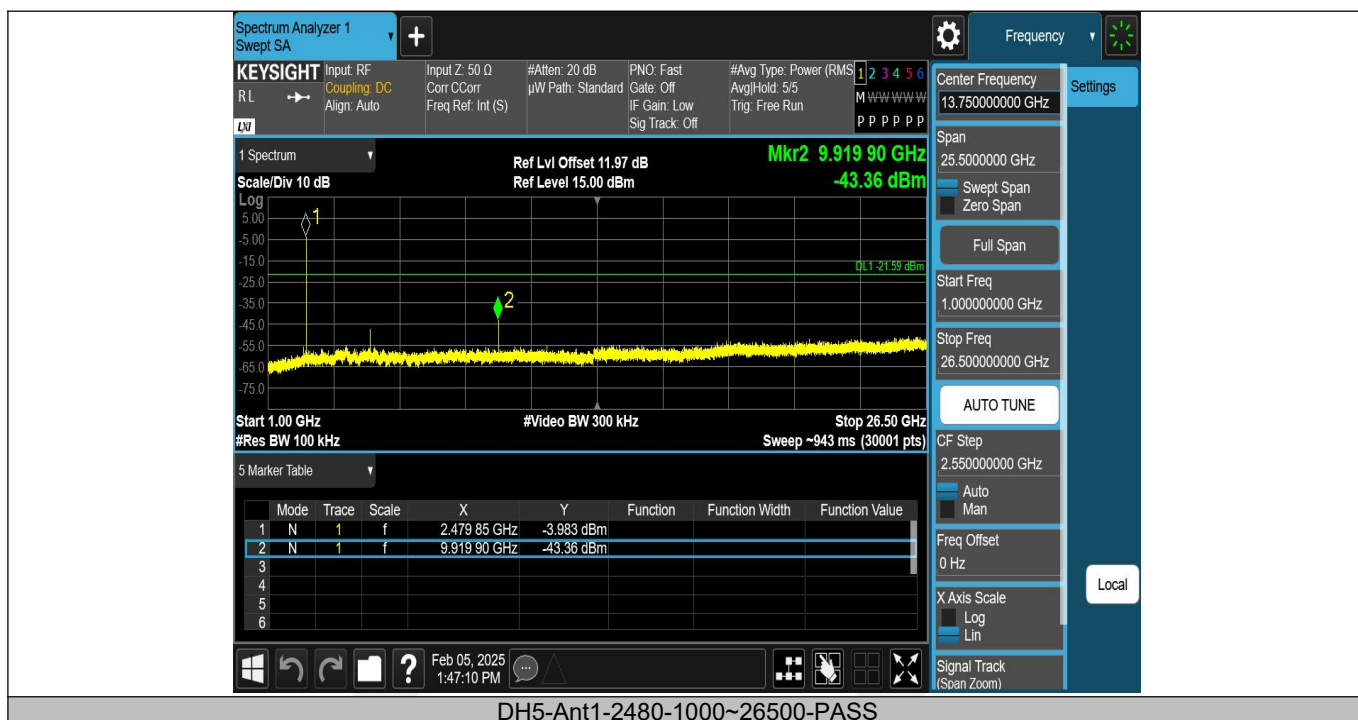 Spectrum Analyzer 1
Swept SA
+
Frequency
KEYSIGHT
Input: RF
Input Z: 50 Ω
#Atten: 20 dB
PNO: Fast
#Avg Type: Power (RMS
1 2 3 4 5 6
RL
Coupling: DC
Corr CCorr
µW Path: Standard
Gate: Off
Avg|Hold: 5/5
M W W W W W
Align: Auto
Freq Ref: Int (S)
IF Gain: Low
Trig: Free Run
LXI
Sig Track: Off
P P P P P P
1 Spectrum
Ref Lvl Offset 11.97 dB
Mkr2 9.919 90 GHz
Scale/Div 10 dB
Ref Level 15.00 dBm
-43.36 dBm
Log
5.00
1
-5.00
-15.0
DL1 -21.59 dBm
-25.0
-35.0
2
-45.0
-55.0
-65.0
-75.0
Start 1.00 GHz
#Video BW 300 kHz
Stop 26.50 GHz
#Res BW 100 kHz
Sweep ~943 ms (30001 pts)
5 Marker Table
Mode Trace Scale X Y Function Function Width Function Value
1 N 1 f 2.479 85 GHz -3.983 dBm
2 N 1 f 9.919 90 GHz -43.36 dBm
3
4
5
6
Center Frequency
13.750000000 GHz
Settings
Span
25.5000000 GHz
Swept Span
Zero Span
Full Span
Start Freq
1.000000000 GHz
Stop Freq
26.500000000 GHz
AUTO TUNE
CF Step
2.550000000 GHz
Auto
Man
Freq Offset
0 Hz
Local
X Axis Scale
Log
Lin
Signal Track
(Span Zoom)
?
Feb 05, 2025
1:47:10 PM
DH5-Ant1-2480-1000~26500-PASS